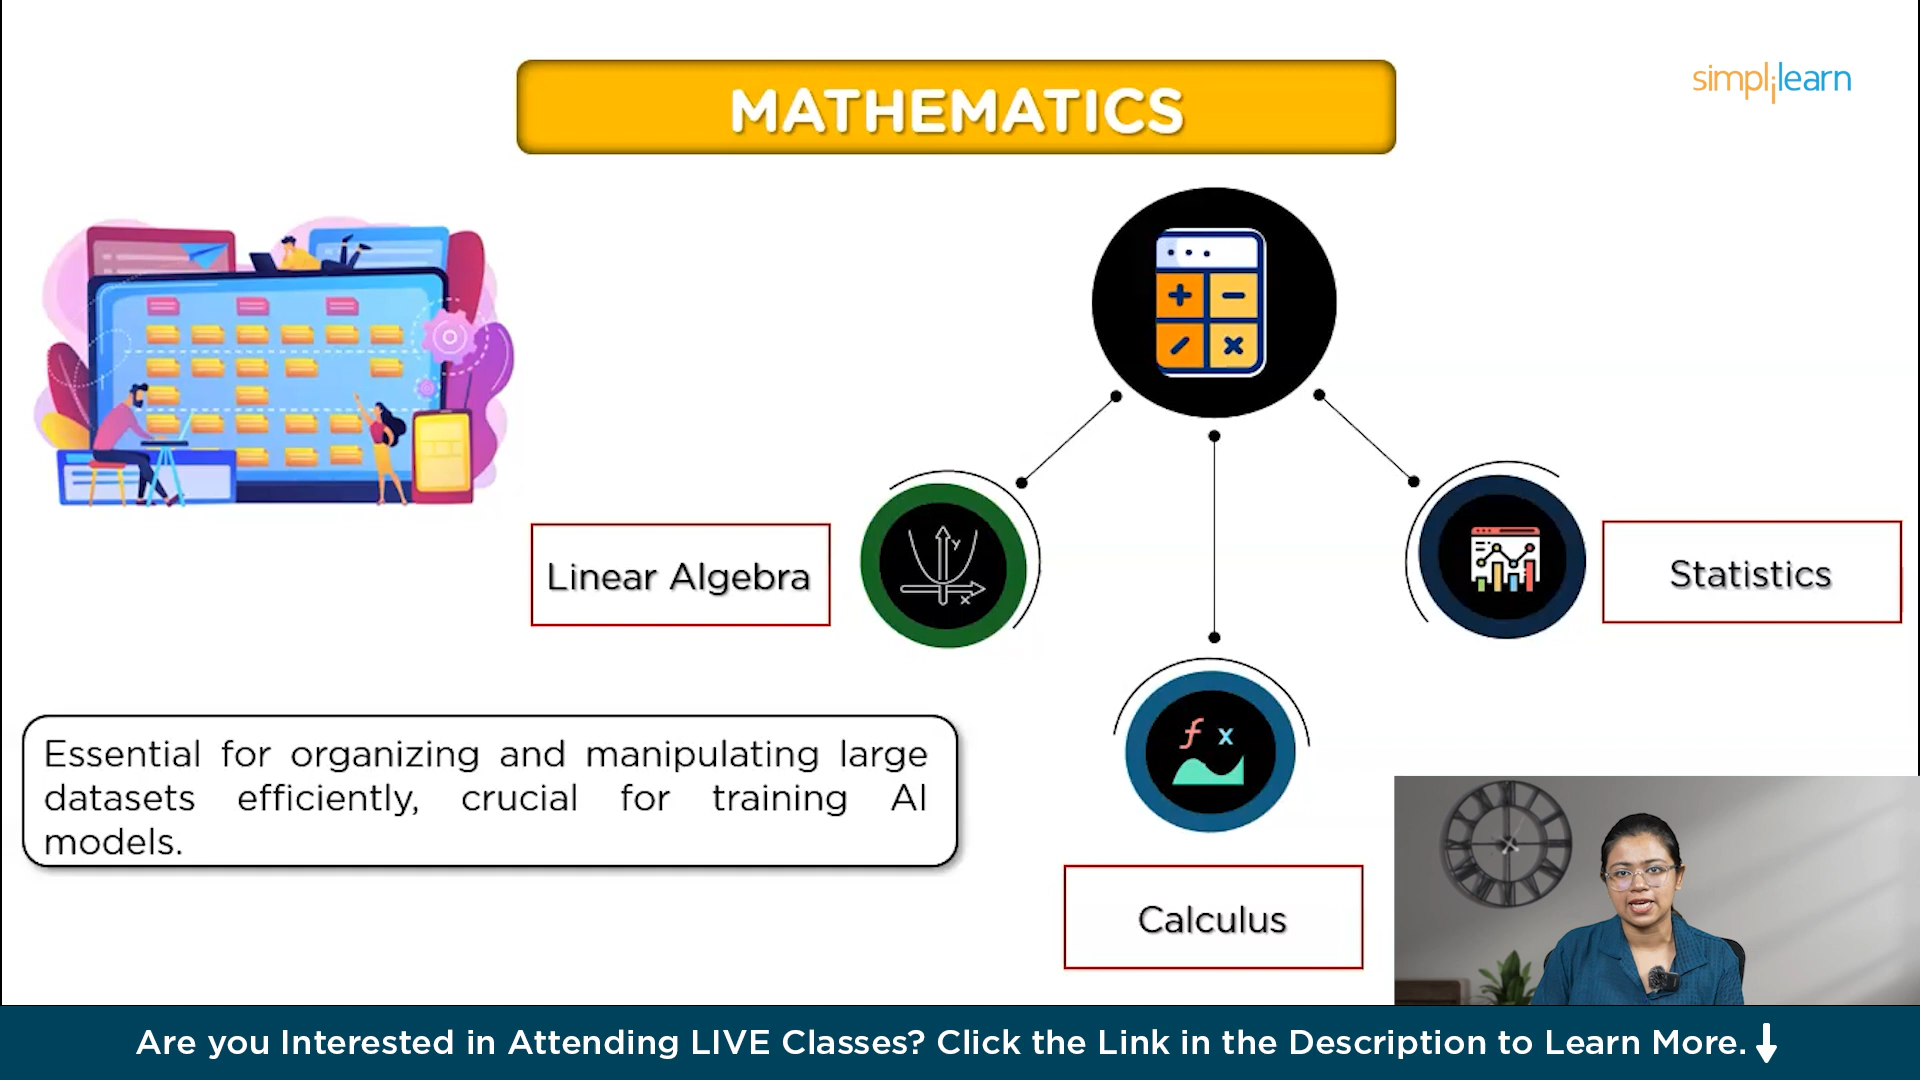 MATHEMATICS
simplilearn
Linear Algebra
Statistics
Essential for organizing and manipulating large
datasets efficiently, crucial for training AI
models.
Calculus
Are you Interested in Attending LIVE Classes? Click the Link in the Description to Learn More.